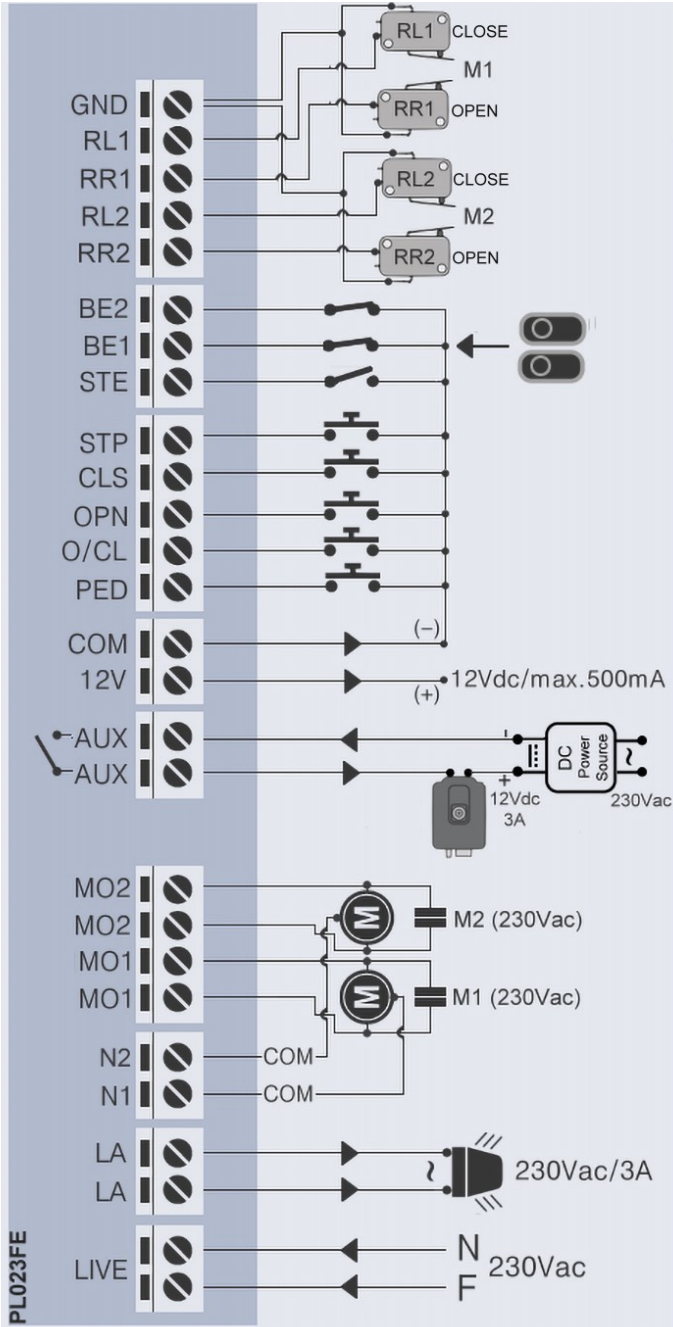 RL1 CLOSE
M1
GND
RR1 OPEN
RL1
RR1
RL2 CLOSE
RL2
M2
RR2
RR2 OPEN
BE2
BE1
STE
STP
CLS
OPN
O/CL
PED
COM (–)
12V (+) 12Vdc/max.500mA
AUX -
AUX +
DC
Power
Source
~
12Vdc
3A
230Vac
MO2
MO2 M M2 (230Vac)
MO1
MO1 M M1 (230Vac)
N2 COM
N1 COM
LA
LA ~ 230Vac/3A
LIVE N
F 230Vac
PL023FE